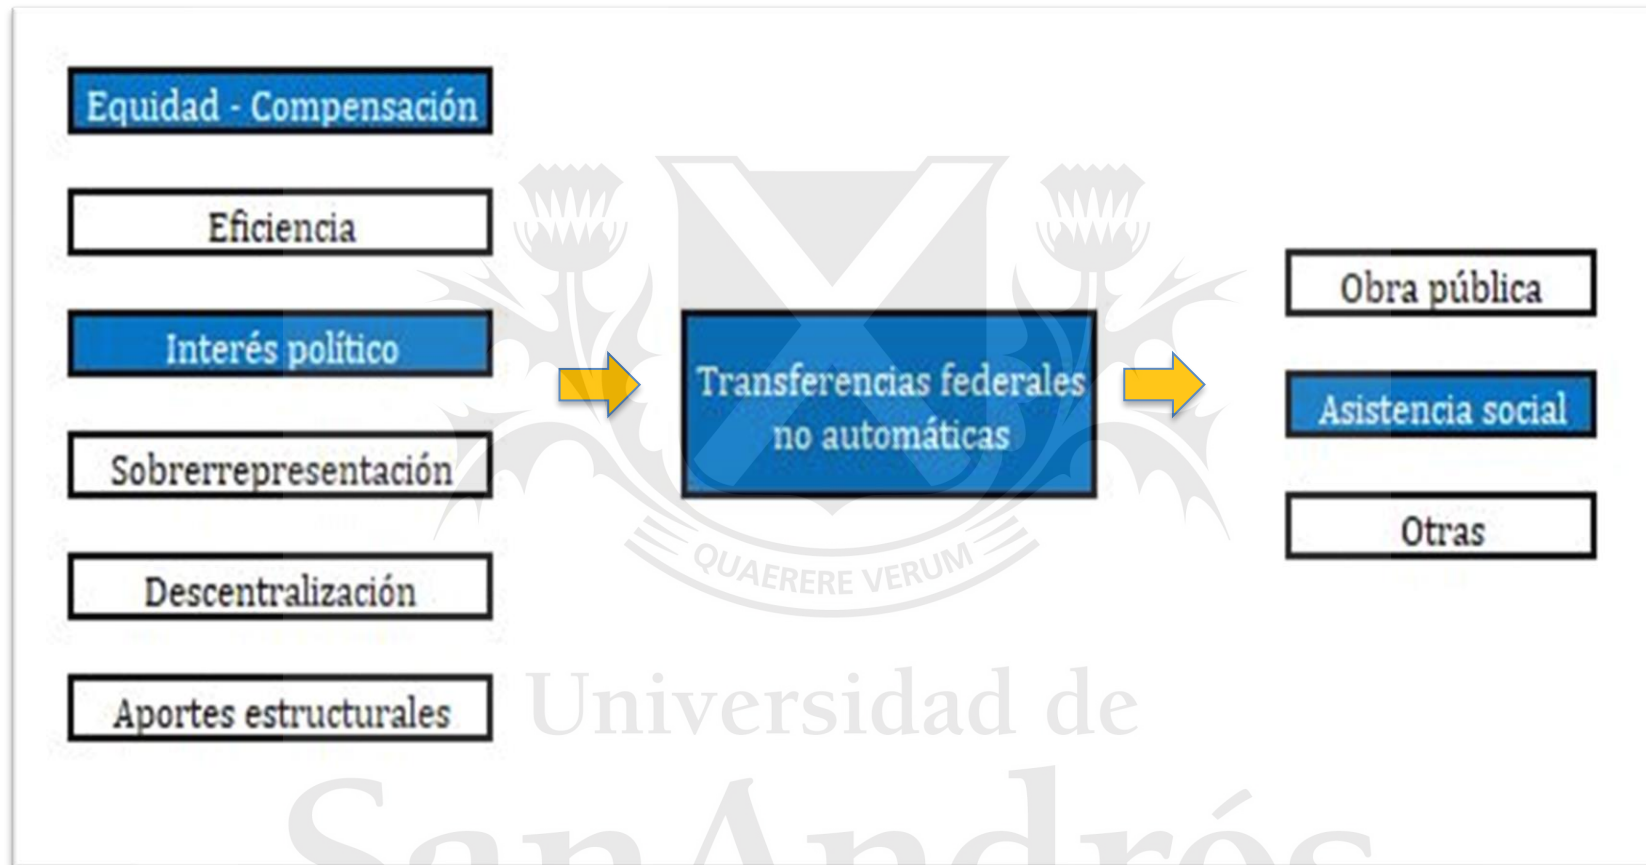 Equidad - Compensación
Eficiencia
Interés político
Sobrerrepresentación
Descentralización
Aportes estructurales
Transferencias federales
no automáticas
Obra pública
Asistencia social
Otras
QUAERERE VERUM
Universidad de
SanAndrés